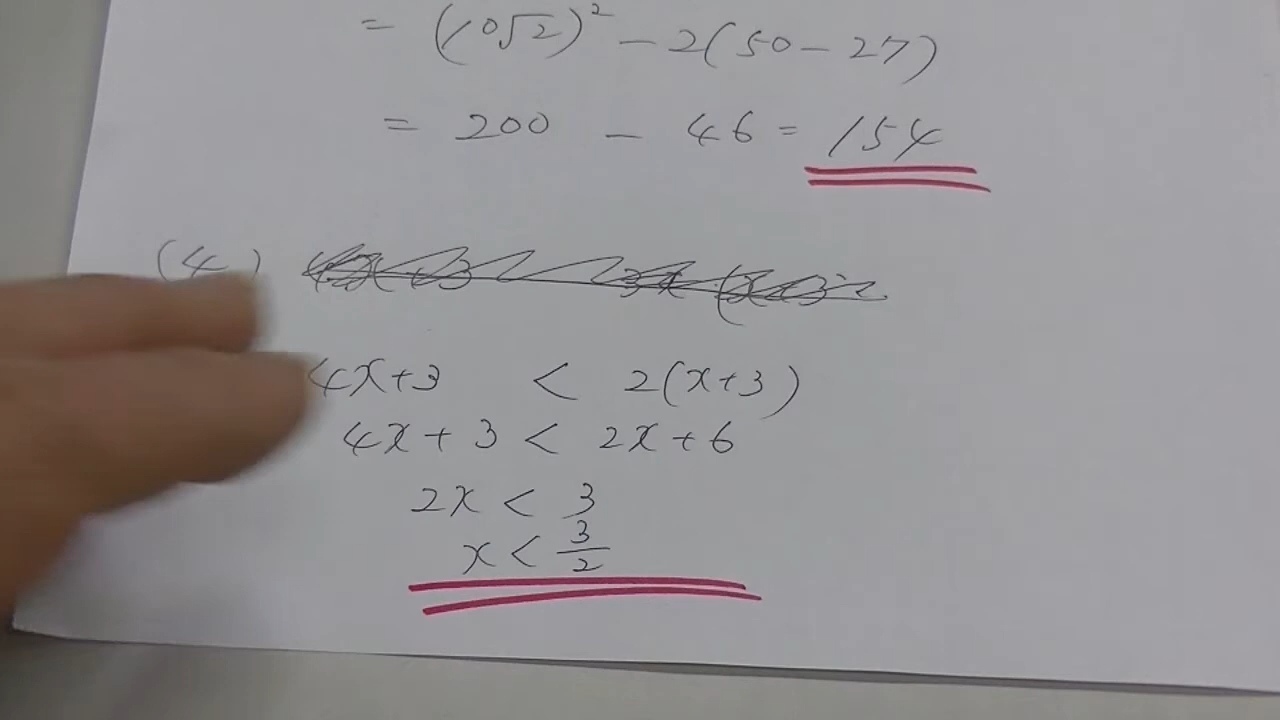 = (10√2)² - 2(50-27)
= 200 - 46 = 154
(4)
4x+3 < 2(x+3)
4x+3 < 2x+6
2x < 3
x < 3/2